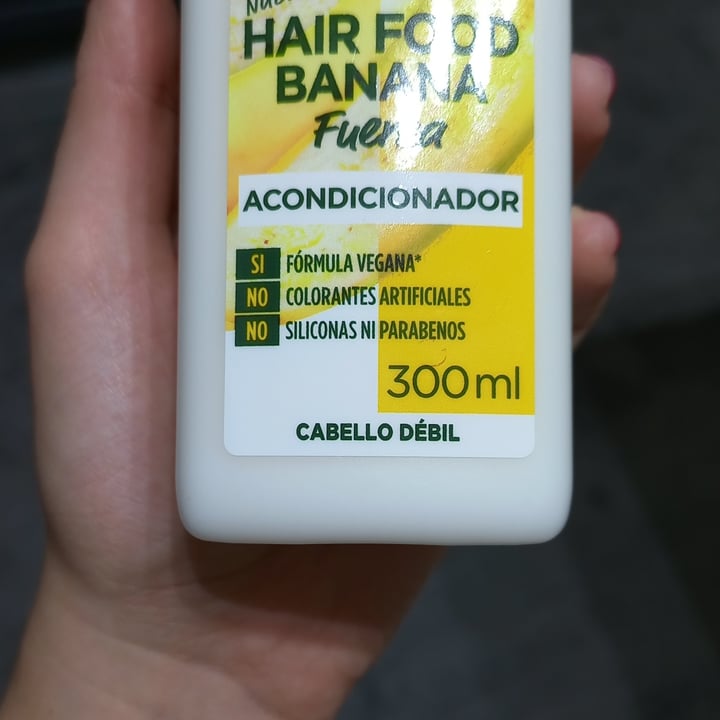 HAIR FOOD
BANANA
Fuerza
ACONDICIONADOR
SI FÓRMULA VEGANA*
NO COLORANTES ARTIFICIALES
NO SILICONAS NI PARABENOS
300ml
CABELLO DÉBIL